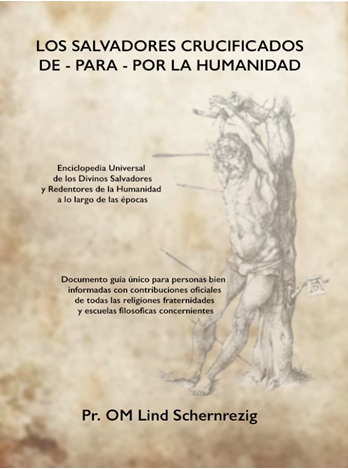 LOS SALVADORES CRUCIFICADOS
DE - PARA - POR LA HUMANIDAD
Enciclopedia Universal
de los Divinos Salvadores
y Redentores de la Humanidad
a lo largo de las épocas
Documento guía único para personas bien
informadas con contribuciones oficiales
de todas las religiones fraternidades
y escuelas filosoficas concernientes
Pr. OM Lind Schernrezig